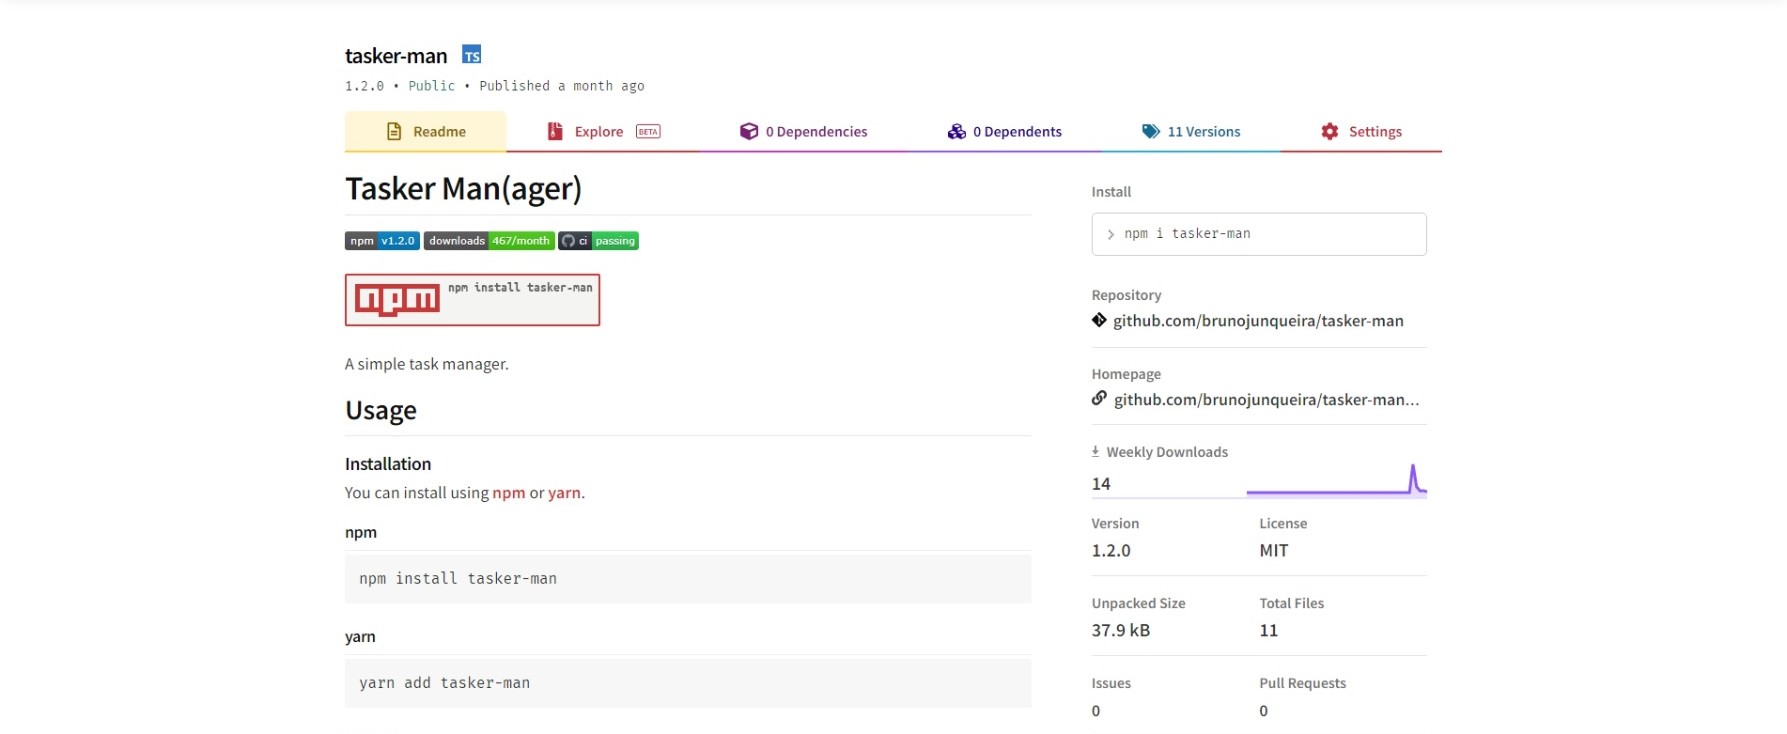 tasker-man TS
1.2.0 • Public • Published a month ago
Readme
Explore BETA
0 Dependencies
0 Dependents
11 Versions
Settings
Tasker Man(ager)
npm v1.2.0 downloads 467/month ci passing
npm npm install tasker-man
A simple task manager.
Usage
Installation
You can install using npm or yarn.
npm
npm install tasker-man
yarn
yarn add tasker-man
Install
npm i tasker-man
Repository
github.com/brunojunqueira/tasker-man
Homepage
github.com/brunojunqueira/tasker-man...
Weekly Downloads
14
Version License
1.2.0 MIT
Unpacked Size Total Files
37.9 kB 11
Issues Pull Requests
0 0